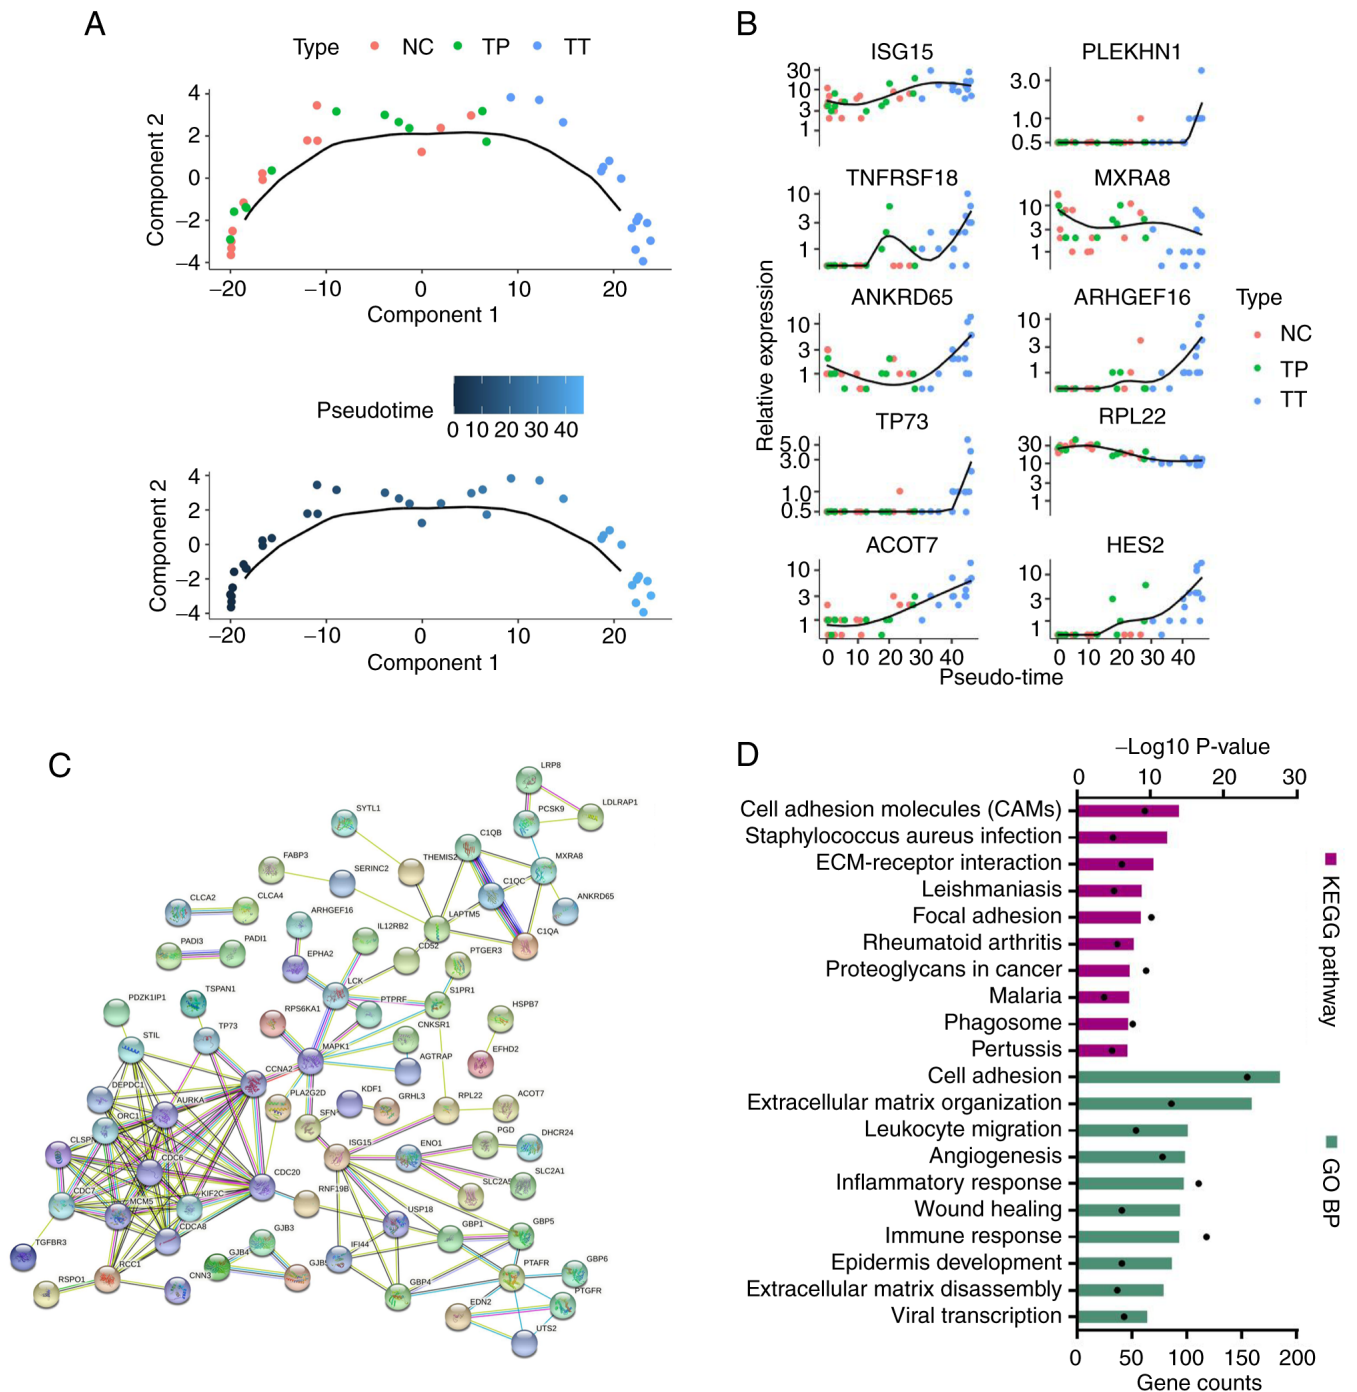 A
Type NC TP TT
Component 2
4
2
0
−2
−4
−20 −10 0 10 20
Component 1
Pseudotime
0 10 20 30 40
Component 2
4
2
0
−2
−4
−20 −10 0 10 20
Component 1
B
Relative expression
ISG15 PLEKHN1
30
10
3
1
3.0
1.0
0.5
TNFRSF18 MXRA8
10
3
1
10
3
1
ANKRD65 ARHGEF16
10
3
1
10
3
1
TP73 RPL22
5.0
3.0
1.0
0.5
30
10
3
1
ACOT7 HES2
10
3
1
10
3
1
0 10 20 30 40 0 10 20 30 40
Pseudo-time
Type
NC
TP
TT
C
LRP8
PCSK9
LDLRAP1
SYTL1
C1QB
THEMIS2
MXRA8
FABP3
SERINC2
C1QC
ANKRD65
CLCA2
CLCA4
ARHGEF16
LAPTM5
IL12RB2
C1QA
PADI3
PADI1
CD52
EPHA2
PTGER3
LCK
PDZK1IP1
TSPAN1
S1PR1
PTPRF
RPS6KA1
HSPB7
STIL
TP73
CNKSR1
MAPK1
AGTRAP
EFHD2
CCNA2
DEPDC1
PLA2G2D
KDF1
GRHL3
RPL22
ACOT7
AURKA
ORC1
SFN
ISG15
ENO1
PGD
DHCR24
CLSPN
CDC6
CDC20
SLC2A1
SLC2A5
CDC7
KIF2C
RNF19B
MCM5
USP18
GBP1
GBP5
CDCA8
GJB3
IFI44
TGFBR3
GJB4
GJB5
RCC1
CNN3
GBP4
PTAFR
GBP6
RSPO1
EDN2
PTGFR
UTS2
D
−Log10 P-value
0 10 20 30
Cell adhesion molecules (CAMs)
Staphylococcus aureus infection
ECM-receptor interaction
Leishmaniasis
Focal adhesion
Rheumatoid arthritis
Proteoglycans in cancer
Malaria
Phagosome
Pertussis
Cell adhesion
Extracellular matrix organization
Leukocyte migration
Angiogenesis
Inflammatory response
Wound healing
Immune response
Epidermis development
Extracellular matrix disassembly
Viral transcription
0 50 100 150 200
Gene counts
KEGG pathway
GO BP